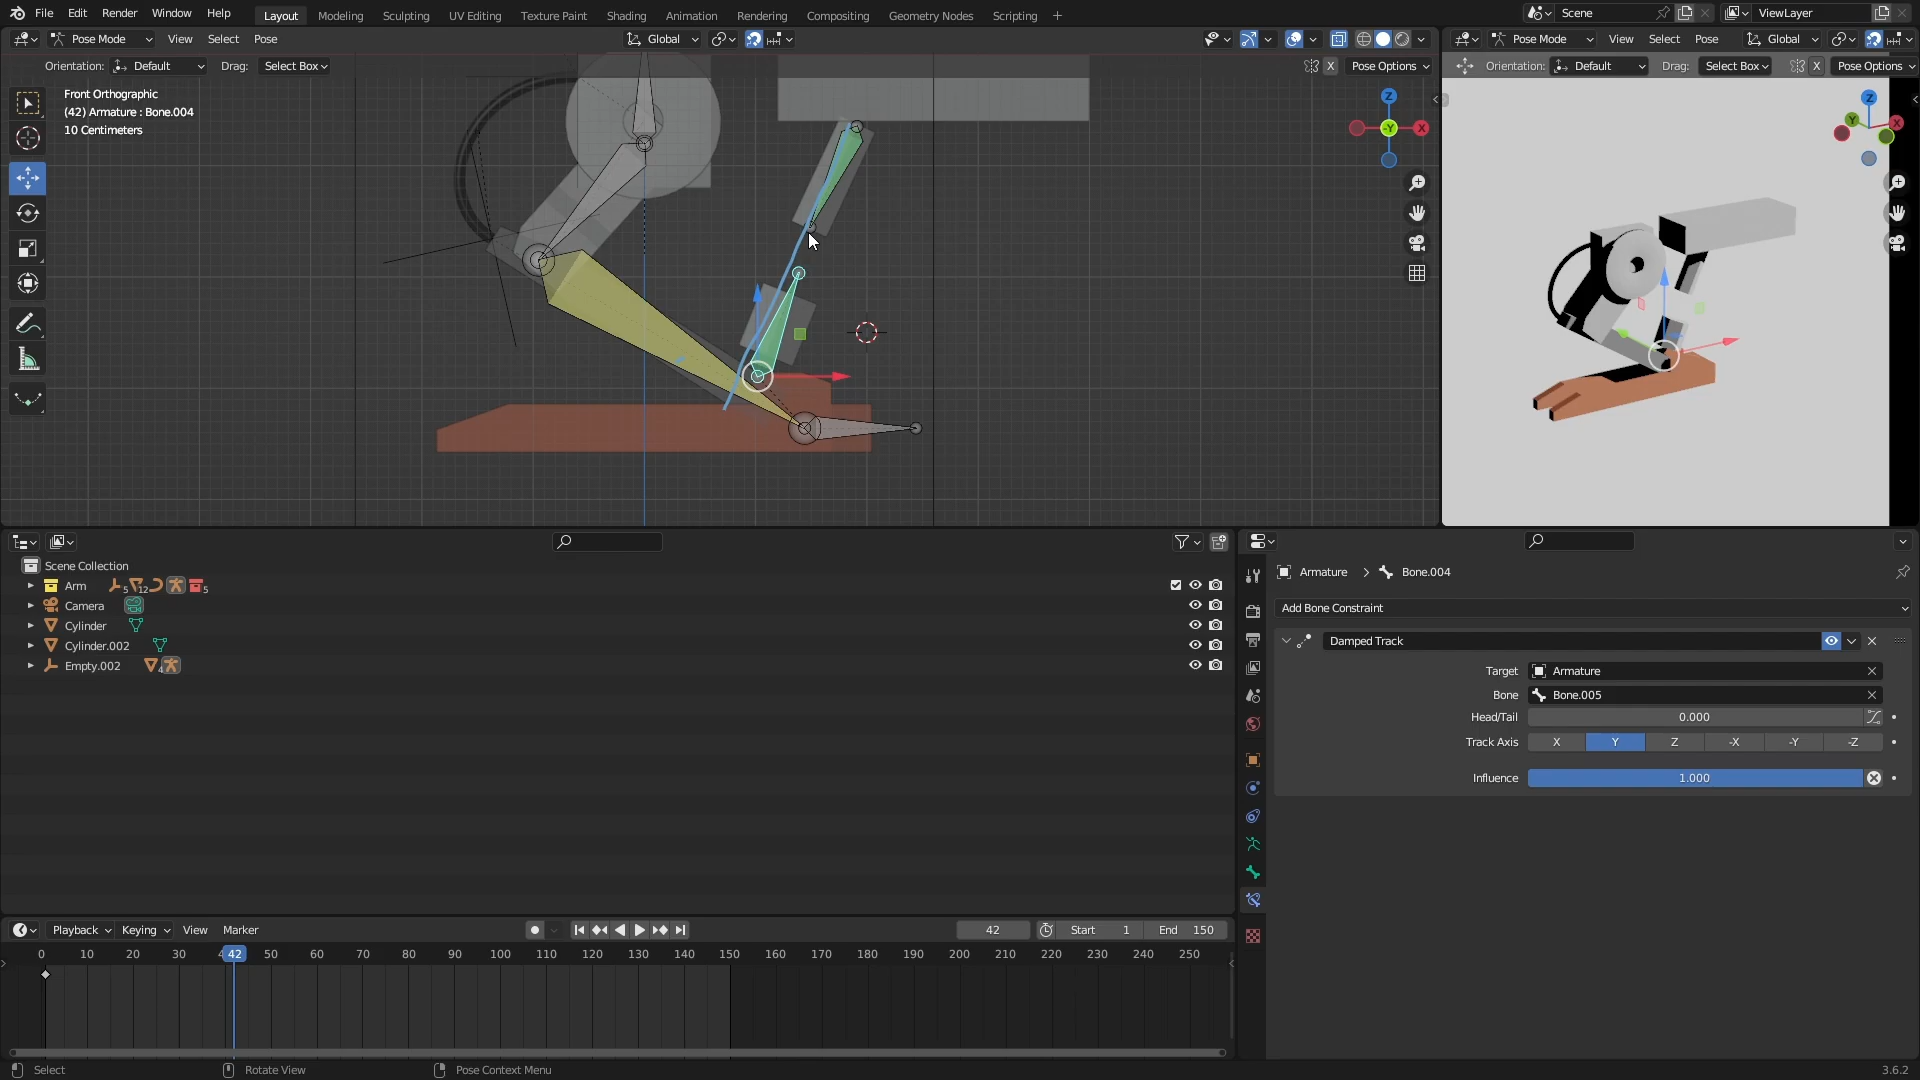 File Edit Render Window Help Layout Modeling Sculpting UV Editing Texture Paint Shading Animation Rendering Compositing Geometry Nodes Scripting + Scene ViewLayer
Pose Mode View Select Pose Global Pose Mode View Select Pose Global
Orientation: Default Drag: Select Box X Pose Options Orientation: Default Drag: Select Box X Pose Options
Front Orthographic
(42) Armature : Bone.004
10 Centimeters
Z
-Y
X
Z
Y
X
Scene Collection
Arm 5 12 5
Camera
Cylinder
Cylinder.002
Empty.002 4
Armature > Bone.004
Add Bone Constraint
Damped Track
Target Armature
Bone Bone.005
Head/Tail 0.000
Track Axis X Y Z -X -Y -Z
Influence 1.000
Playback Keying View Marker 42 Start 1 End 150
0 10 20 30 4 42 50 60 70 80 90 100 110 120 130 140 150 160 170 180 190 200 210 220 230 240 250
Select Rotate View Pose Context Menu 3.6.2